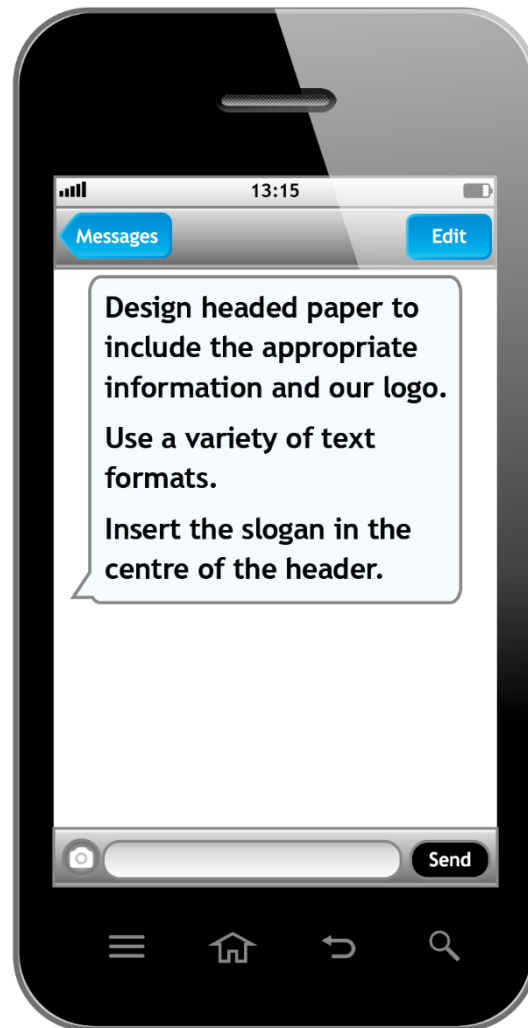 13:15
Messages
Edit
Design headed paper to
include the appropriate
information and our logo.
Use a variety of text
formats.
Insert the slogan in the
centre of the header.
Send